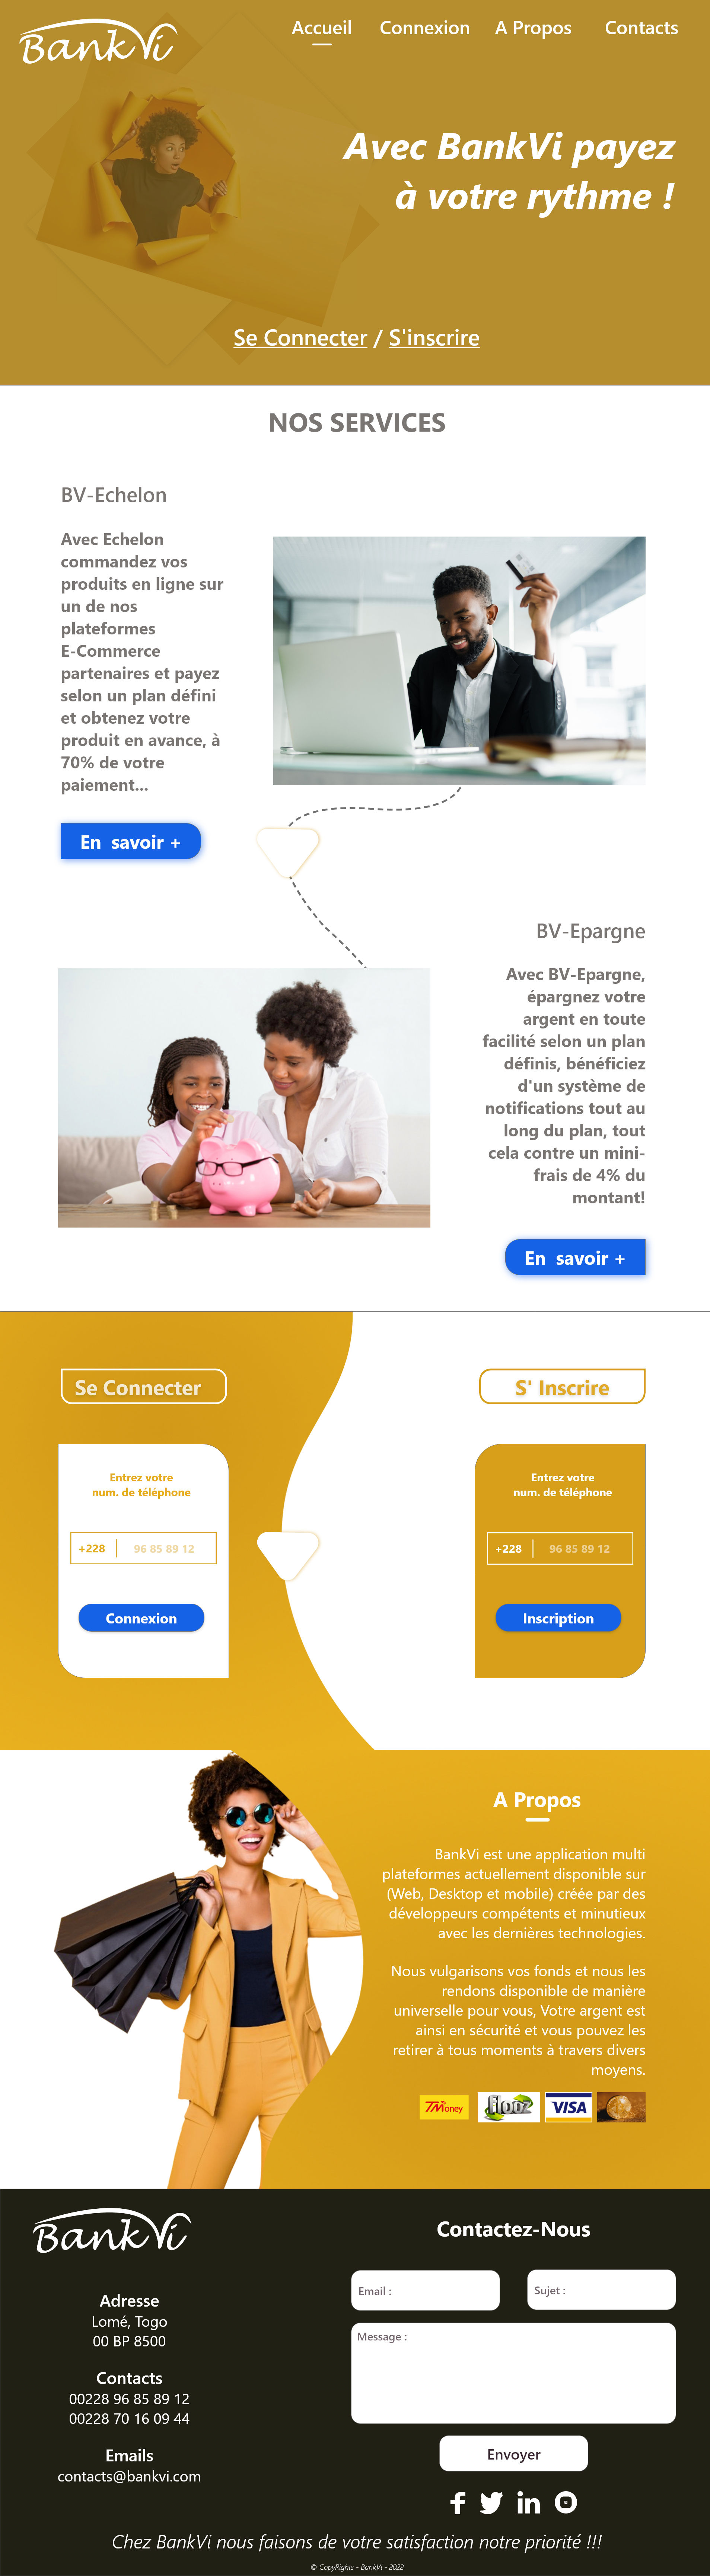 BankVi
Accueil Connexion A Propos Contacts
Avec BankVi payez
à votre rythme !
Se Connecter / S'inscrire
NOS SERVICES
BV-Echelon
Avec Echelon
commandez vos
produits en ligne sur
un de nos
plateformes
E-Commerce
partenaires et payez
selon un plan défini
et obtenez votre
produit en avance, à
70% de votre
paiement...
En savoir +
BV-Epargne
Avec BV-Epargne,
épargnez votre
argent en toute
facilité selon un plan
définis, bénéficiez
d'un système de
notifications tout au
long du plan, tout
cela contre un mini-
frais de 4% du
montant!
En savoir +
Se Connecter
Entrez votre
num. de téléphone
+228 96 85 89 12
Connexion
S' Inscrire
Entrez votre
num. de téléphone
+228 96 85 89 12
Inscription
A Propos
BankVi est une application multi
plateformes actuellement disponible sur
(Web, Desktop et mobile) créée par des
développeurs compétents et minutieux
avec les dernières technologies.
Nous vulgarisons vos fonds et nous les
rendons disponible de manière
universelle pour vous, Votre argent est
ainsi en sécurité et vous pouvez les
retirer à tous moments à travers divers
moyens.
TMoney flooz VISA
BankVi
Adresse
Lomé, Togo
00 BP 8500
Contacts
00228 96 85 89 12
00228 70 16 09 44
Emails
contacts@bankvi.com
Contactez-Nous
Email :
Sujet :
Message :
Envoyer
Chez BankVi nous faisons de votre satisfaction notre priorité !!!
© CopyRights - BankVi - 2022